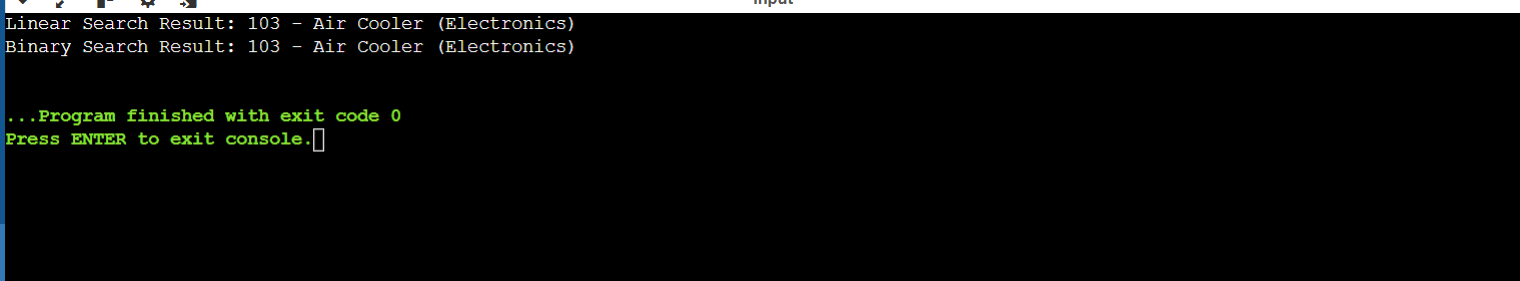 input
Linear Search Result: 103 - Air Cooler (Electronics)
Binary Search Result: 103 - Air Cooler (Electronics)
...Program finished with exit code 0
Press ENTER to exit console.